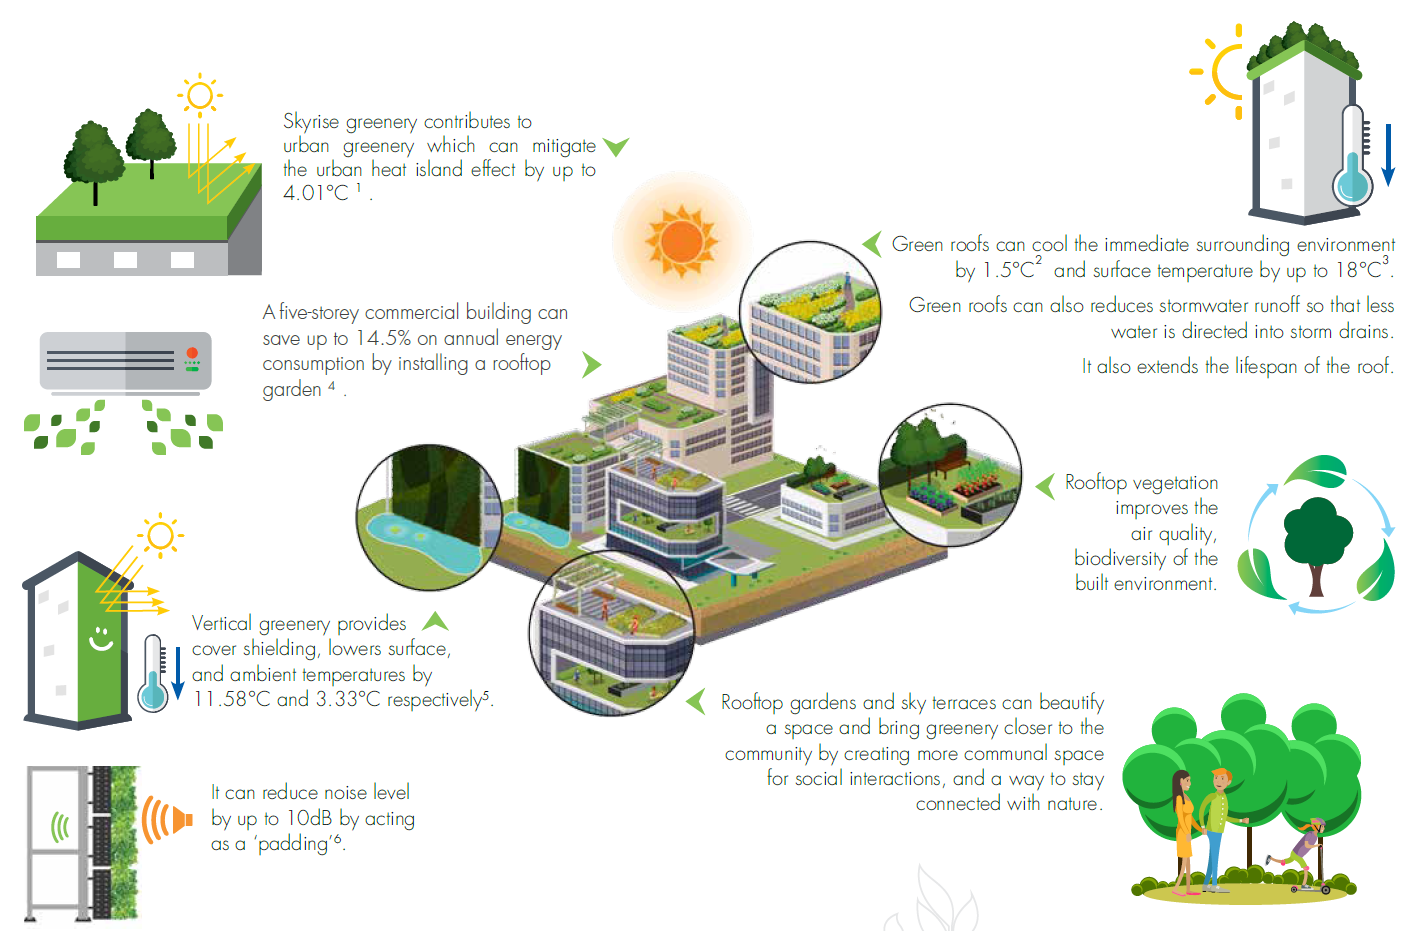 Skyrise greenery contributes to
urban greenery which can mitigate
the urban heat island effect by up to
4.01°C 1 .
Green roofs can cool the immediate surrounding environment
by 1.5°C2 and surface temperature by up to 18°C3.
Green roofs can also reduces stormwater runoff so that less
water is directed into storm drains.
It also extends the lifespan of the roof.
A five-storey commercial building can
save up to 14.5% on annual energy
consumption by installing a rooftop
garden 4 .
Rooftop vegetation
improves the
air quality,
biodiversity of the
built environment.
Vertical greenery provides
cover shielding, lowers surface,
and ambient temperatures by
11.58°C and 3.33°C respectively5.
Rooftop gardens and sky terraces can beautify
a space and bring greenery closer to the
community by creating more communal space
for social interactions, and a way to stay
connected with nature.
It can reduce noise level
by up to 10dB by acting
as a 'padding'6.